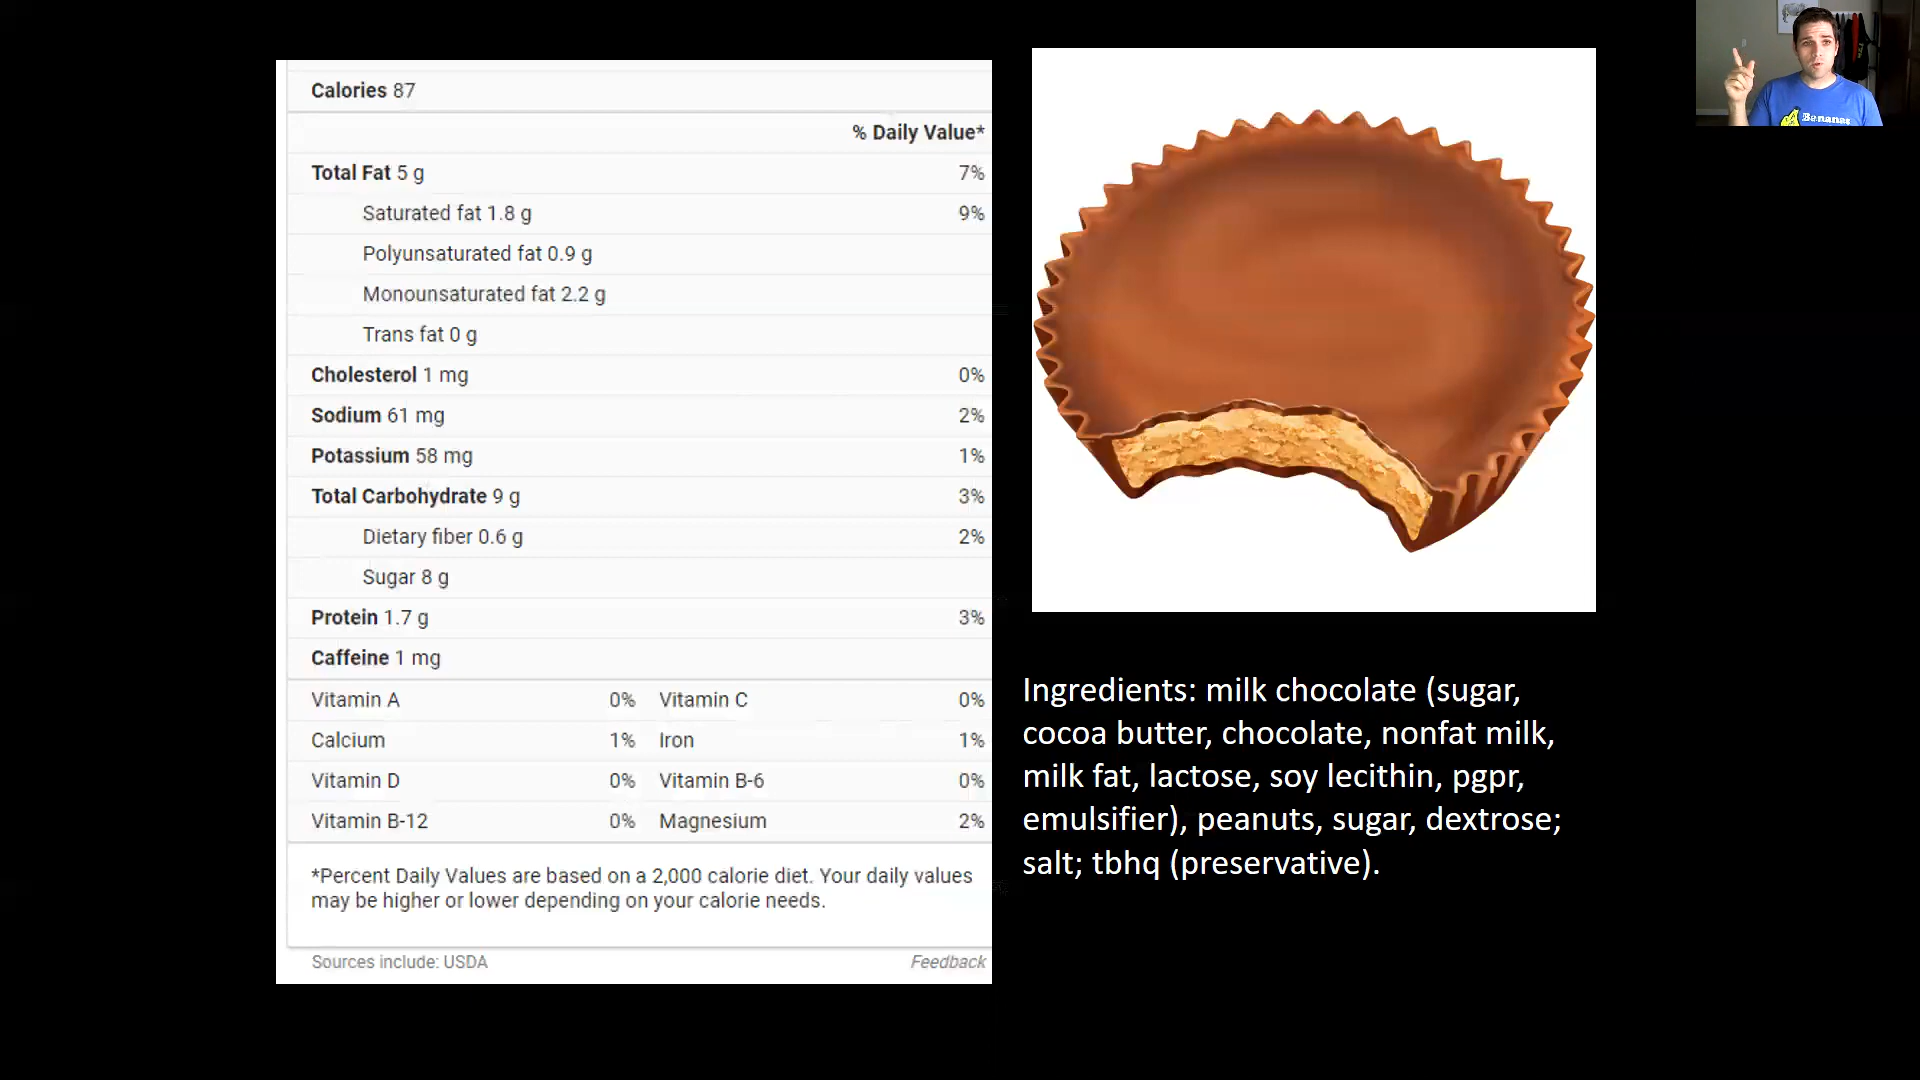 Calories 87
% Daily Value*
Total Fat 5 g 7%
Saturated fat 1.8 g 9%
Polyunsaturated fat 0.9 g
Monounsaturated fat 2.2 g
Trans fat 0 g
Cholesterol 1 mg 0%
Sodium 61 mg 2%
Potassium 58 mg 1%
Total Carbohydrate 9 g 3%
Dietary fiber 0.6 g 2%
Sugar 8 g
Protein 1.7 g 3%
Caffeine 1 mg
Vitamin A 0% Vitamin C 0%
Calcium 1% Iron 1%
Vitamin D 0% Vitamin B-6 0%
Vitamin B-12 0% Magnesium 2%
*Percent Daily Values are based on a 2,000 calorie diet. Your daily values
may be higher or lower depending on your calorie needs.
Sources include: USDA Feedback
Ingredients: milk chocolate (sugar,
cocoa butter, chocolate, nonfat milk,
milk fat, lactose, soy lecithin, pgpr,
emulsifier), peanuts, sugar, dextrose;
salt; tbhq (preservative).
Bananas